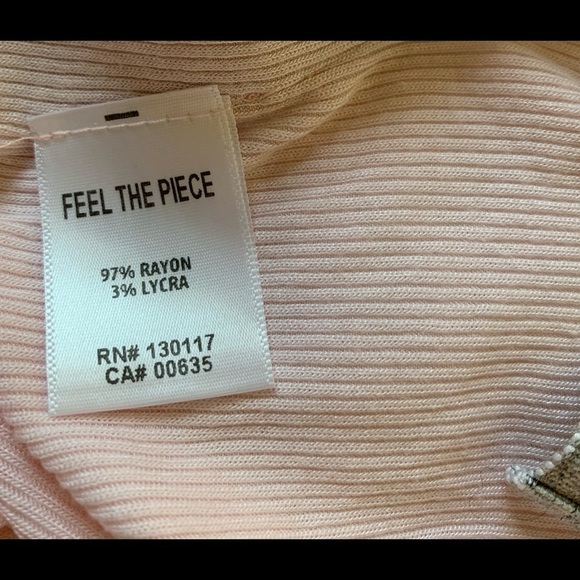 FEEL THE PIECE
97% RAYON
3% LYCRA
RN# 130117
CA# 00635